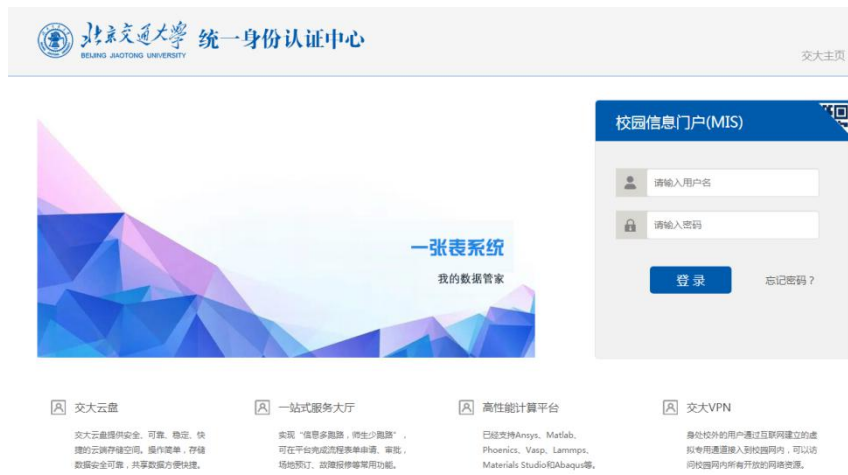 北京交通大学
BEIJING JIAOTONG UNIVERSITY
统一身份认证中心
交大主页
校园信息门户(MIS)
请输入用户名
请输入密码
登录
忘记密码？
一张表系统
我的数据管家
交大云盘
交大云盘提供安全、可靠、稳定、快
捷的云端存储空间。操作简单，存储
数据安全可靠，共享数据方便快捷。
一站式服务大厅
实现“信息多跑路，师生少跑路”，
可在平台完成流程表单申请、审批，
场地预订、故障报修等常用功能。
高性能计算平台
已经支持Ansys、Matlab、
Phoenics、Vasp、Lammps、
Materials Studio和Abaqus等。
交大VPN
身处校外的用户通过互联网建立的虚
拟专用通道接入到校园网内，可以访
问校园网内所有开放的网络资源。